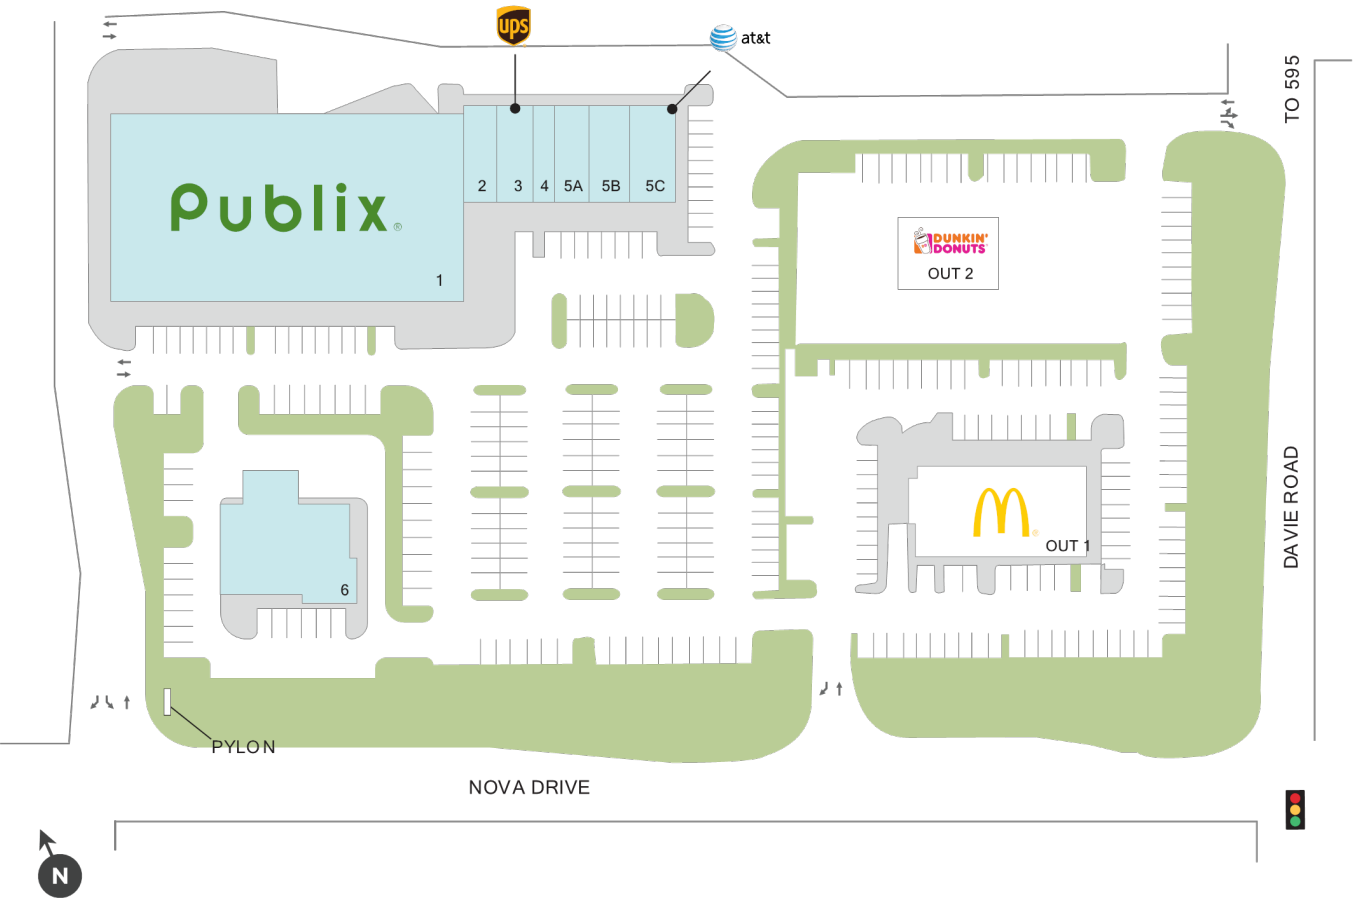 ups
at&t
TO 595
Publix®
1
2
3
4
5A
5B
5C
DUNKIN'
DONUTS
OUT 2
OUT 1
6
DAVIE ROAD
PYLON
NOVA DRIVE
N